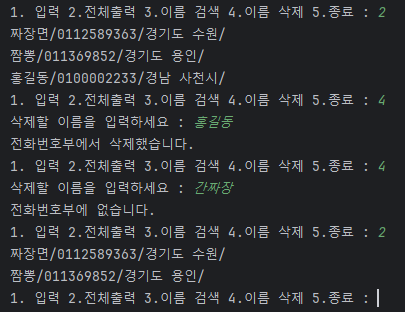 1. 입력 2.전체출력 3.이름 검색 4.이름 삭제 5.종료 : 2
짜장면/0112589363/경기도 수원/
짬뽕/011369852/경기도 용인/
홍길동/0100002233/경남 사천시/
1. 입력 2.전체출력 3.이름 검색 4.이름 삭제 5.종료 : 4
삭제할 이름을 입력하세요 : 홍길동
전화번호부에서 삭제했습니다.
1. 입력 2.전체출력 3.이름 검색 4.이름 삭제 5.종료 : 4
삭제할 이름을 입력하세요 : 간짜장
전화번호부에 없습니다.
1. 입력 2.전체출력 3.이름 검색 4.이름 삭제 5.종료 : 2
짜장면/0112589363/경기도 수원/
짬뽕/011369852/경기도 용인/
1. 입력 2.전체출력 3.이름 검색 4.이름 삭제 5.종료 :